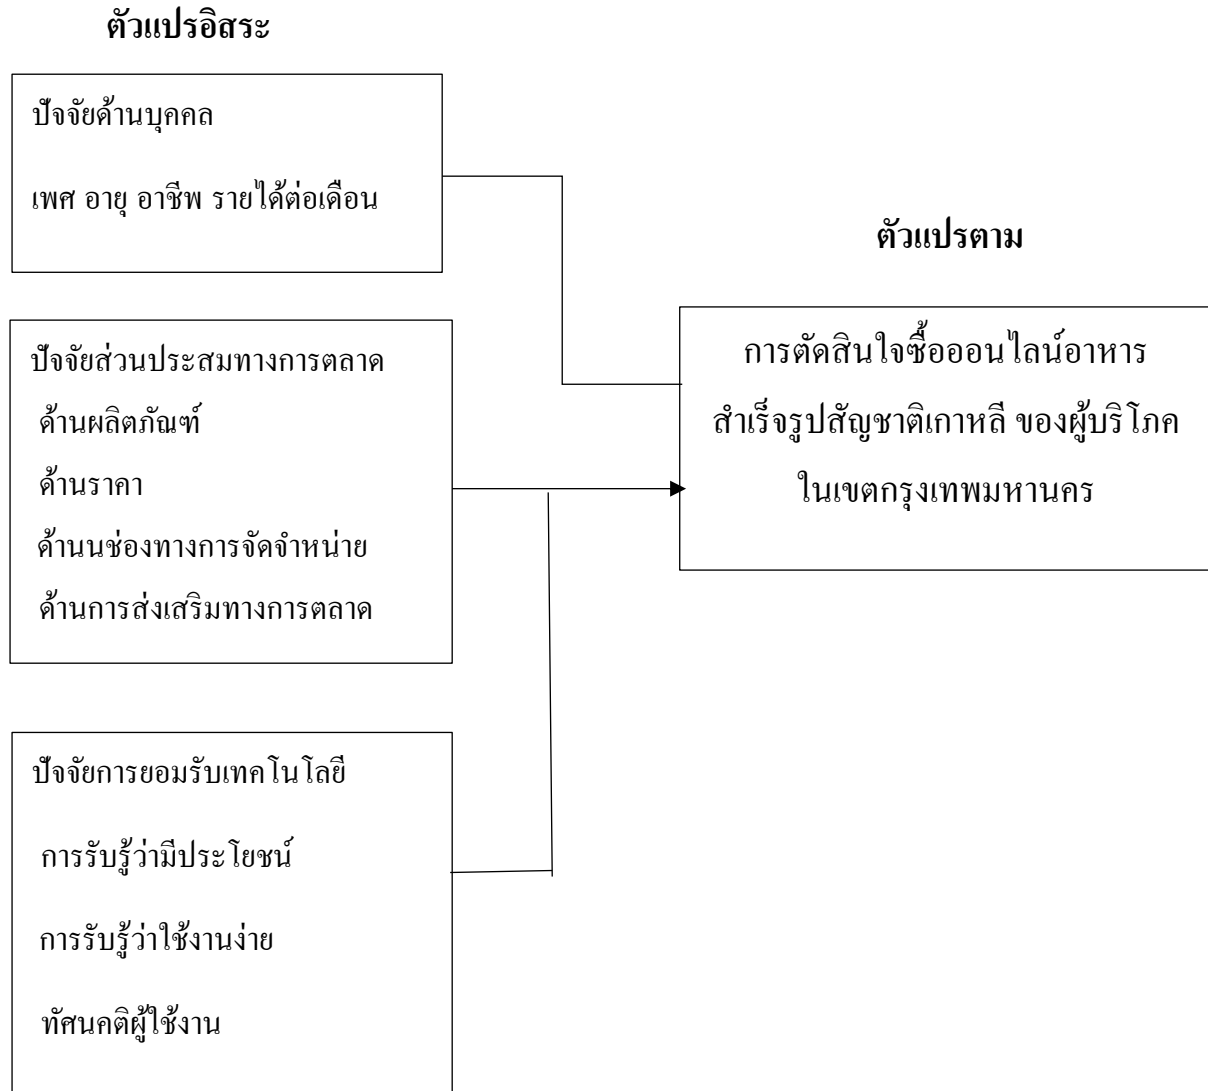 ตัวแปรอิสระ
ปัจจัยด้านบุคคล
เพศ อายุ อาชีพ รายได้ต่อเดือน
ปัจจัยส่วนประสมทางการตลาด
ด้านผลิตภัณฑ์
ด้านราคา
ด้านนช่องทางการจัดจำหน่าย
ด้านการส่งเสริมทางการตลาด
ปัจจัยการยอมรับเทคโนโลยี
การรับรู้ว่ามีประโยชน์
การรับรู้ว่าใช้งานง่าย
ทัศนคติผู้ใช้งาน
ตัวแปรตาม
การตัดสินใจซื้อออนไลน์อาหาร
สำเร็จรูปสัญชาติเกาหลี ของผู้บริโภค
ในเขตกรุงเทพมหานคร